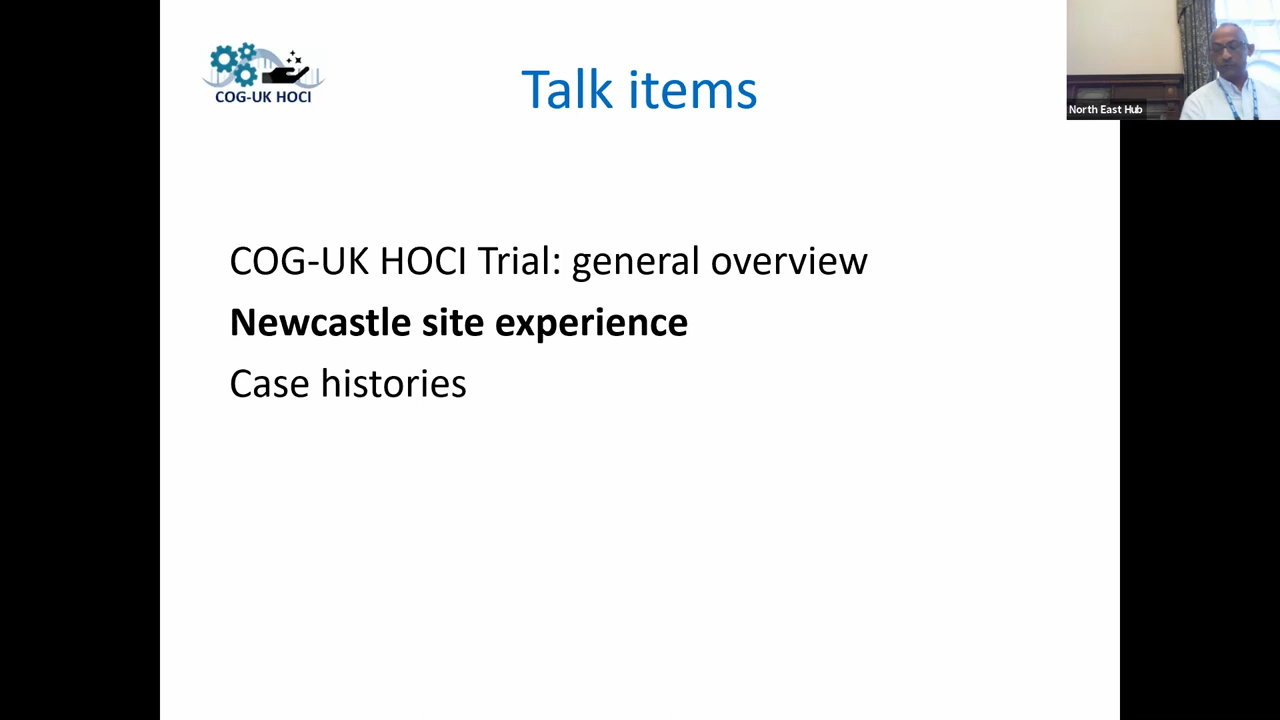 COG-UK HOCI
Talk items
North East Hub
COG-UK HOCI Trial: general overview
Newcastle site experience
Case histories